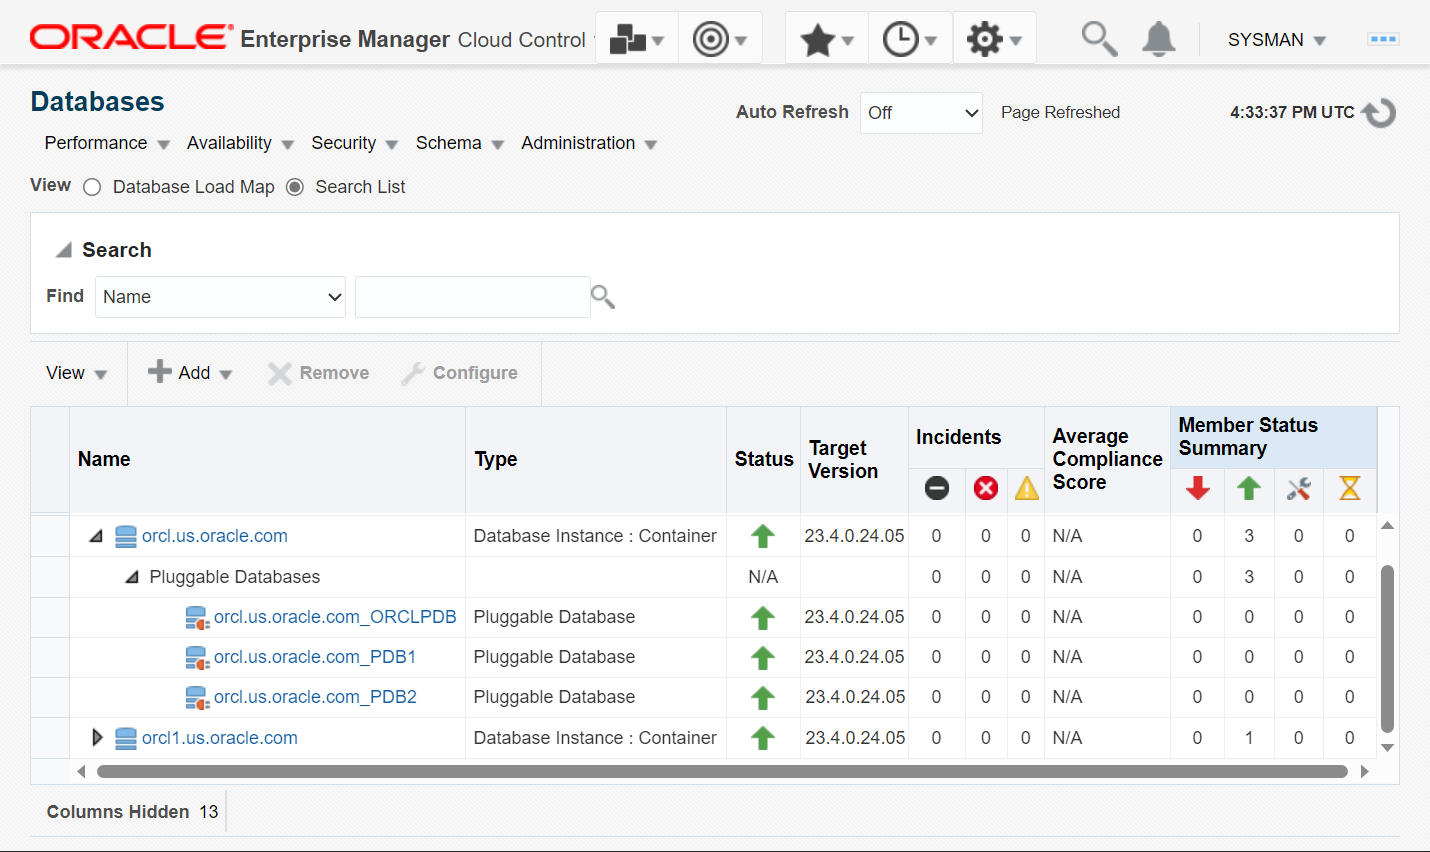 ORACLE Enterprise Manager Cloud Control
SYSMAN
Databases
Auto Refresh Off Page Refreshed 4:33:37 PM UTC
Performance Availability Security Schema Administration
View Database Load Map Search List
Search
Find Name
View Add Remove Configure
Name Type Status Target Version Incidents Average Compliance Score Member Status Summary
orcl.us.oracle.com Database Instance : Container 23.4.0.24.05 0 0 0 N/A 0 3 0 0
Pluggable Databases N/A 0 0 0 N/A 0 3 0 0
orcl.us.oracle.com_ORCLPDB Pluggable Database 23.4.0.24.05 0 0 0 N/A 0 0 0 0
orcl.us.oracle.com_PDB1 Pluggable Database 23.4.0.24.05 0 0 0 N/A 0 0 0 0
orcl.us.oracle.com_PDB2 Pluggable Database 23.4.0.24.05 0 0 0 N/A 0 0 0 0
orcl1.us.oracle.com Database Instance : Container 23.4.0.24.05 0 0 0 N/A 0 1 0 0
Columns Hidden 13